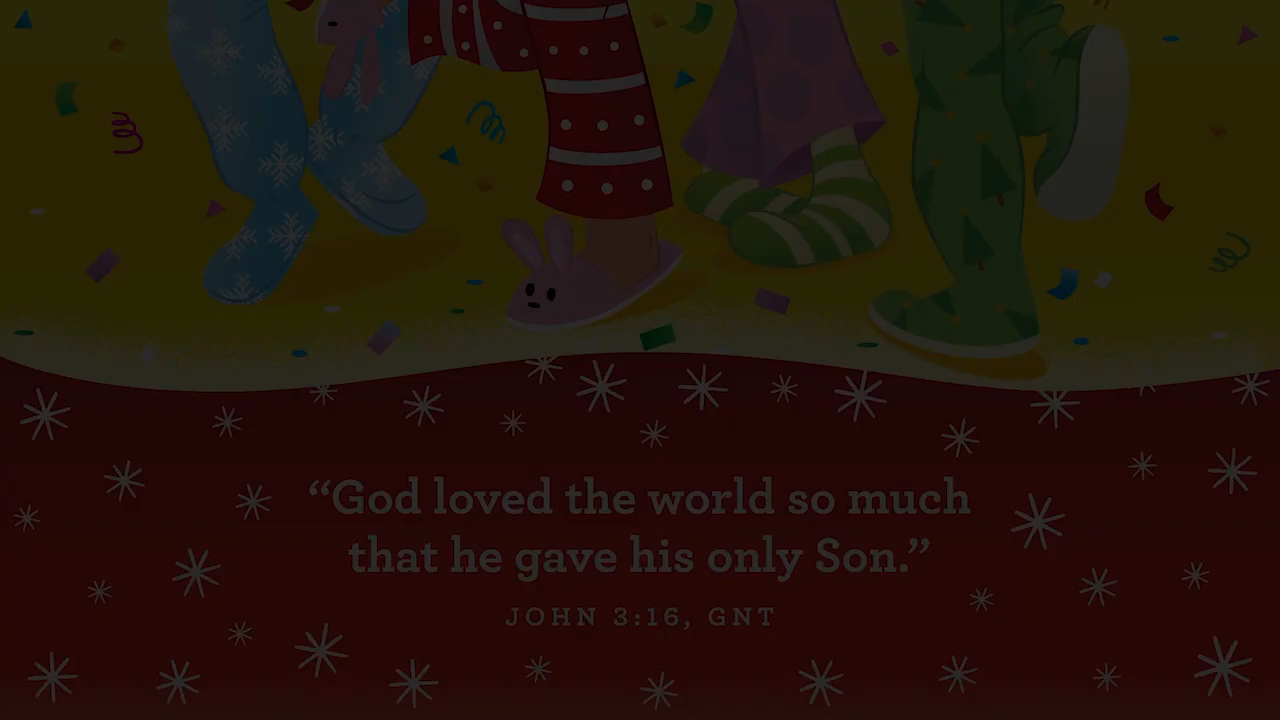 “God loved the world so much
that he gave his only Son.”
JOHN 3:16, GNT